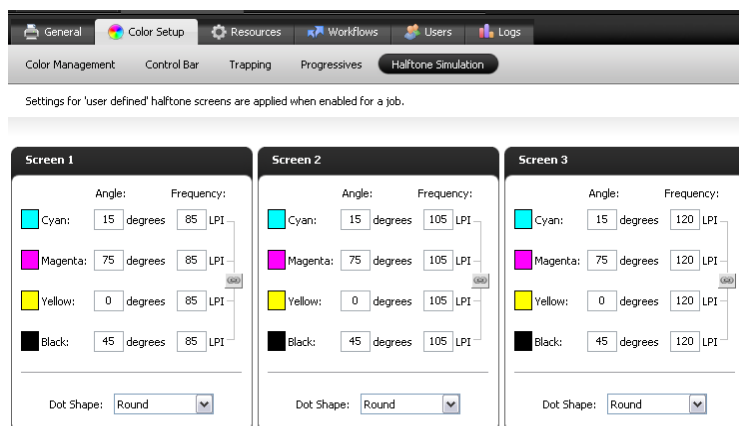 General Color Setup Resources Workflows Users Logs
Color Management Control Bar Trapping Progressives Halftone Simulation
Settings for 'user defined' halftone screens are applied when enabled for a job.
Screen 1
Angle: Frequency:
Cyan: 15 degrees 85 LPI
Magenta: 75 degrees 85 LPI
Yellow: 0 degrees 85 LPI
Black: 45 degrees 85 LPI
Dot Shape: Round
Screen 2
Angle: Frequency:
Cyan: 15 degrees 105 LPI
Magenta: 75 degrees 105 LPI
Yellow: 0 degrees 105 LPI
Black: 45 degrees 105 LPI
Dot Shape: Round
Screen 3
Angle: Frequency:
Cyan: 15 degrees 120 LPI
Magenta: 75 degrees 120 LPI
Yellow: 0 degrees 120 LPI
Black: 45 degrees 120 LPI
Dot Shape: Round